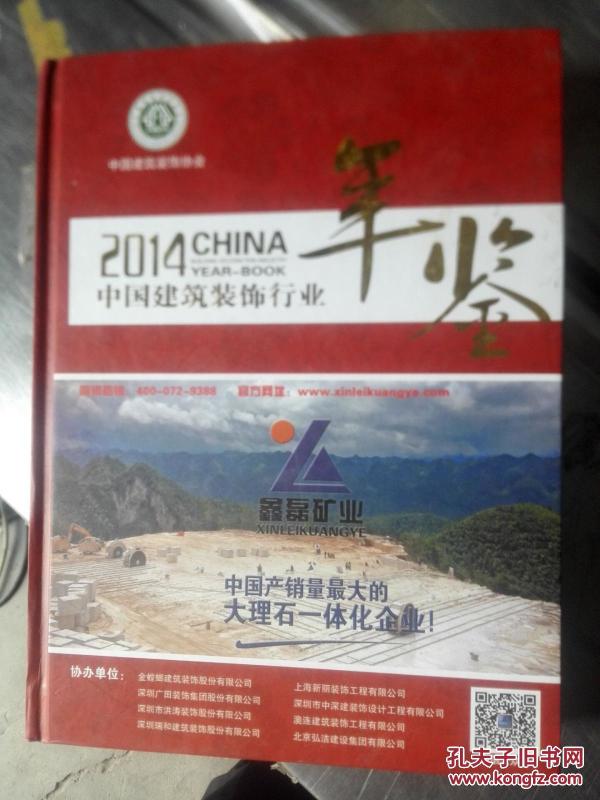 中国建筑装饰协会
2014 CHINA
BUILDING DECORATION INDUSTRY
YEAR-BOOK
中国建筑装饰行业
年鉴
400-072-9388 官方网址：www.xinleikuangye.com
鑫磊矿业
XINLEIKUANGYE
中国产销量最大的
大理石一体化企业！
协办单位：
金螳螂建筑装饰股份有限公司
深圳广田装饰集团股份有限公司
深圳市洪涛装饰股份有限公司
深圳瑞和建筑装饰股份有限公司
上海新丽装饰工程有限公司
深圳市中深建装饰设计工程有限公司
澳连建筑装饰工程有限公司
北京弘洁建设集团有限公司
孔夫子旧书网
www.kongfz.com